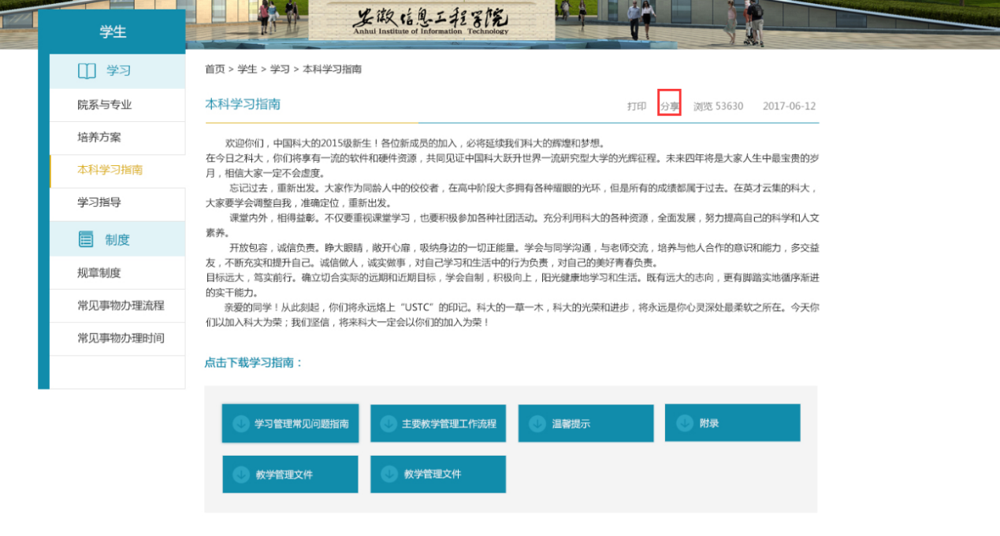 安徽信息工程学院
Anhui Institute of Information Technology
学生
学习
院系与专业
培养方案
本科学习指南
学习指导
制度
规章制度
常见事物办理流程
常见事物办理时间
首页 > 学生 > 学习 > 本科学习指南
本科学习指南
打印 分享 浏览 53630 2017-06-12
欢迎你们，中国科大的2015级新生！各位新成员的加入，必将延续我们科大的辉煌和梦想。
在今日之科大，你们将享有一流的软件和硬件资源，共同见证中国科大跃升世界一流研究型大学的光辉征程。未来四年将是大家人生中最宝贵的岁
月，相信大家一定不会虚度。
忘记过去，重新出发。大家作为同龄人中的佼佼者，在高中阶段大多拥有各种耀眼的光环，但是所有的成绩都属于过去。在英才云集的科大，
大家要学会调整自我，准确定位，重新出发。
课堂内外，相得益彰。不仅要重视课堂学习，也要积极参加各种社团活动。充分利用科大的各种资源，全面发展，努力提高自己的科学和人文
素养。
开放包容，诚信负责。睁大眼睛，敞开心扉，吸纳身边的一切正能量。学会与同学沟通，与老师交流，培养与他人合作的意识和能力，多交益
友，不断充实和提升自己。诚信做人，诚实做事，对自己学习和生活中的行为负责，对自己的美好青春负责。
目标远大，笃实前行。确立切合实际的远期和近期目标，学会自制，积极向上，阳光健康地学习和生活。既有远大的志向，更有脚踏实地循序渐进
的实干能力。
亲爱的同学！从此刻起，你们将永远烙上“USTC”的印记。科大的一草一木，科大的光荣和进步，将永远是你心灵深处最柔软之所在。今天你
们以加入科大为荣；我们坚信，将来科大一定会以你们的加入为荣！
点击下载学习指南：
学习管理常见问题指南
主要教学管理工作流程
温馨提示
附录
教学管理文件
教学管理文件